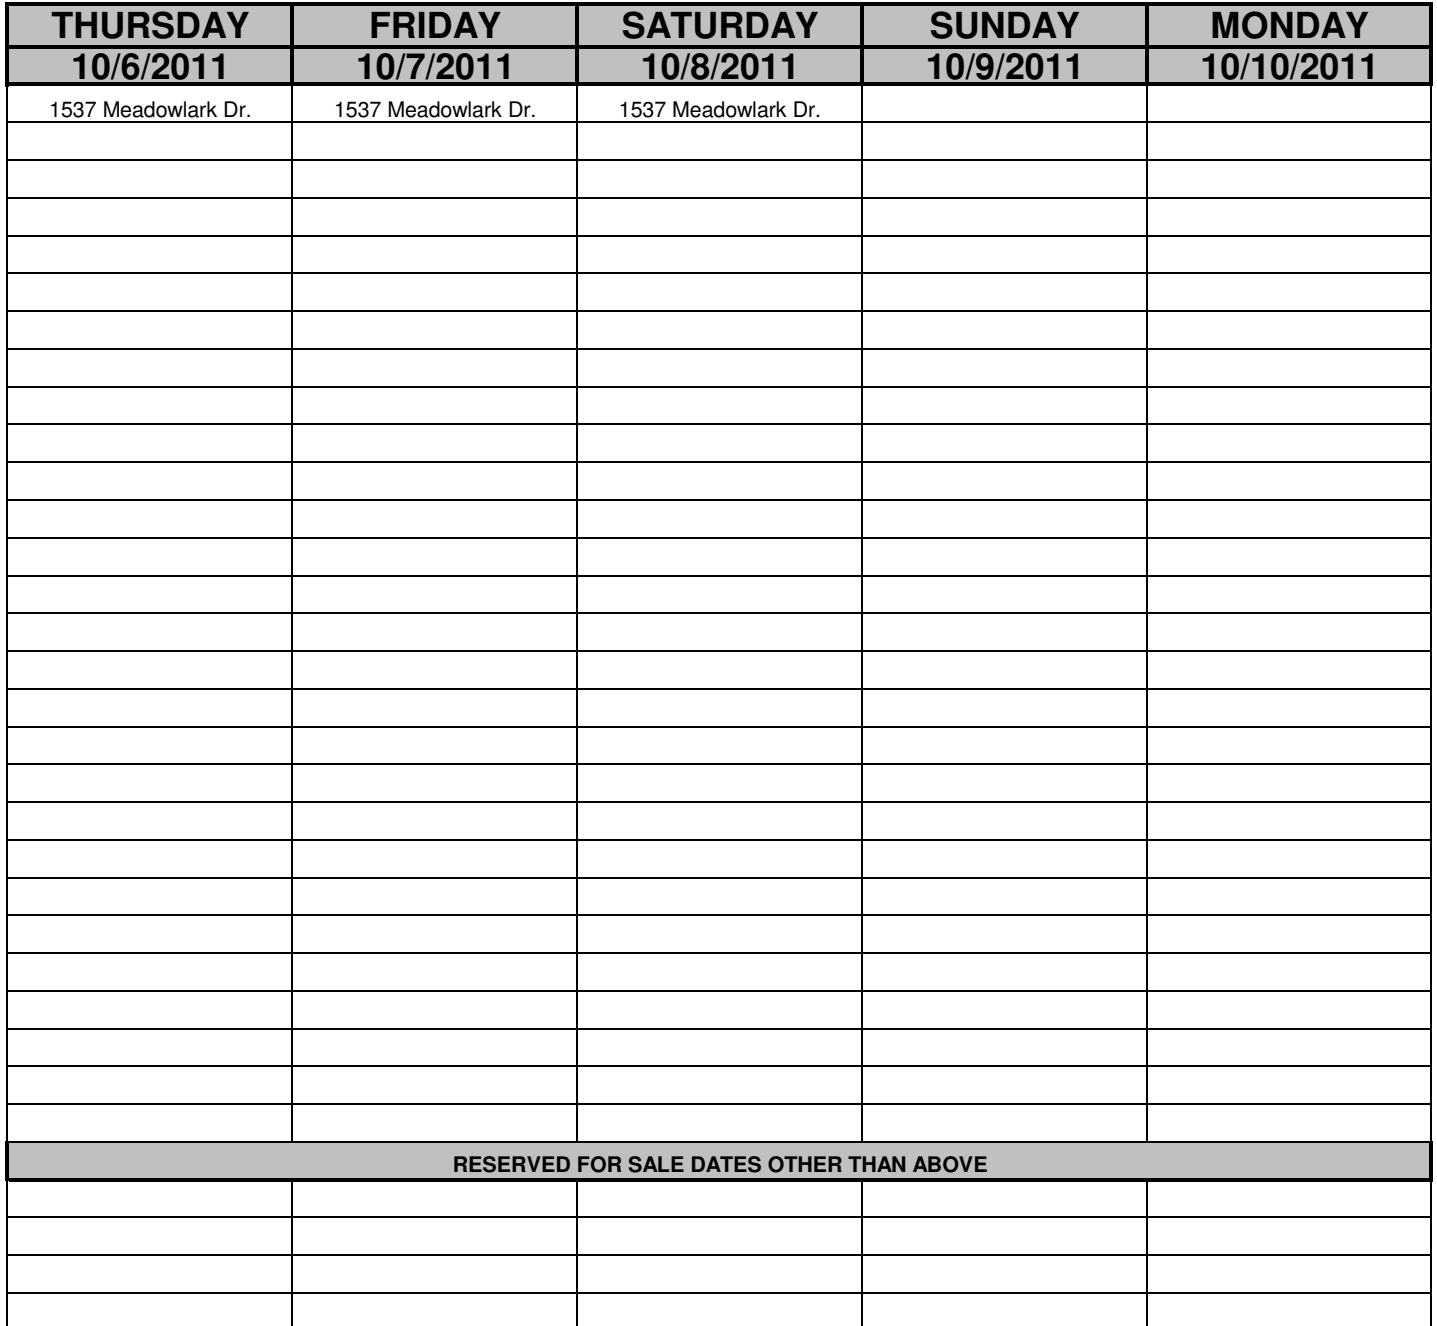 THURSDAY FRIDAY SATURDAY SUNDAY MONDAY
10/6/2011 10/7/2011 10/8/2011 10/9/2011 10/10/2011
1537 Meadowlark Dr. 1537 Meadowlark Dr. 1537 Meadowlark Dr.
RESERVED FOR SALE DATES OTHER THAN ABOVE